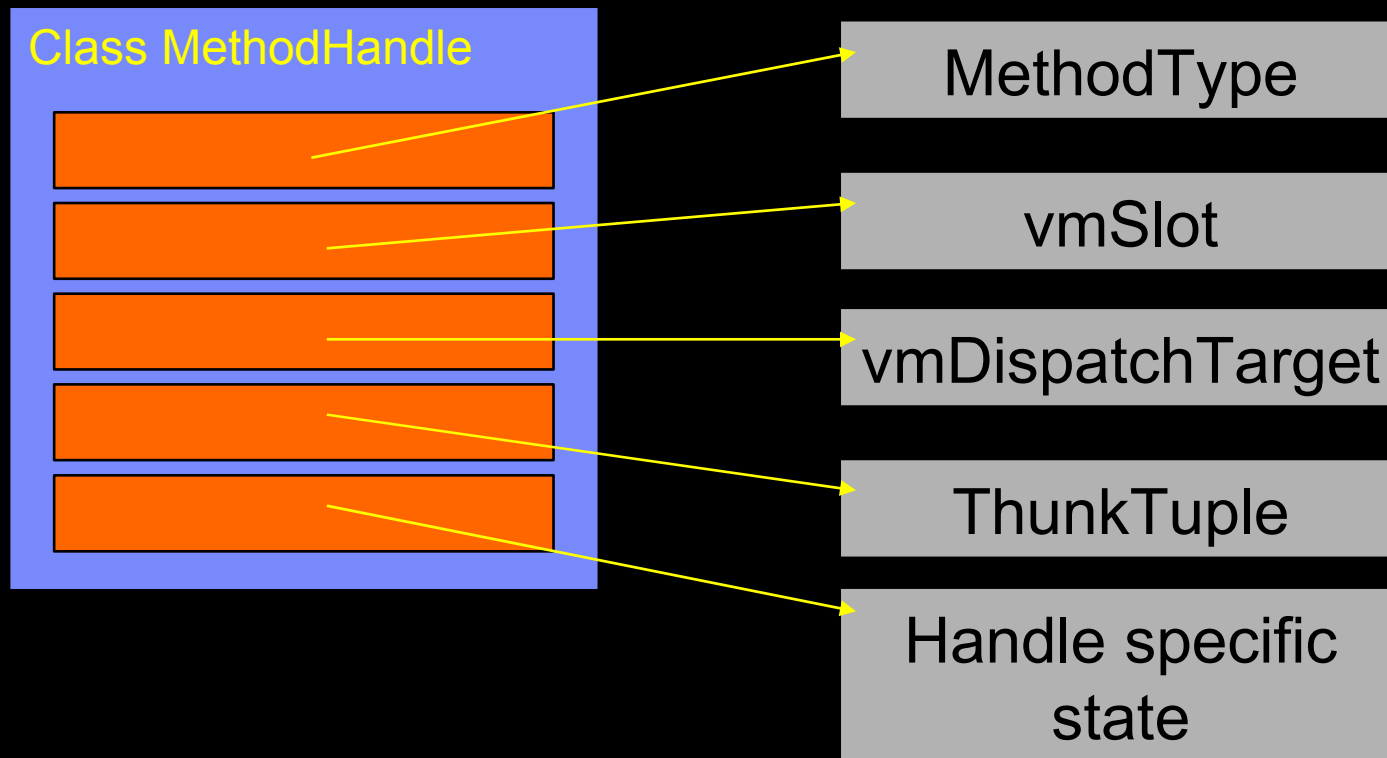 Class MethodHandle
MethodType
vmSlot
vmDispatchTarget
ThunkTuple
Handle specific
state